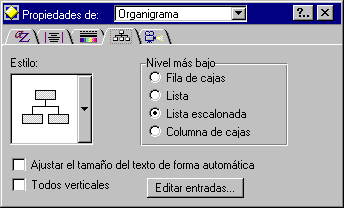 Propiedades de: Organigrama ?..
Estilo:
Nivel más bajo
Fila de cajas
Lista
Lista escalonada
Columna de cajas
Ajustar el tamaño del texto de forma automática
Todos verticales
Editar entradas...